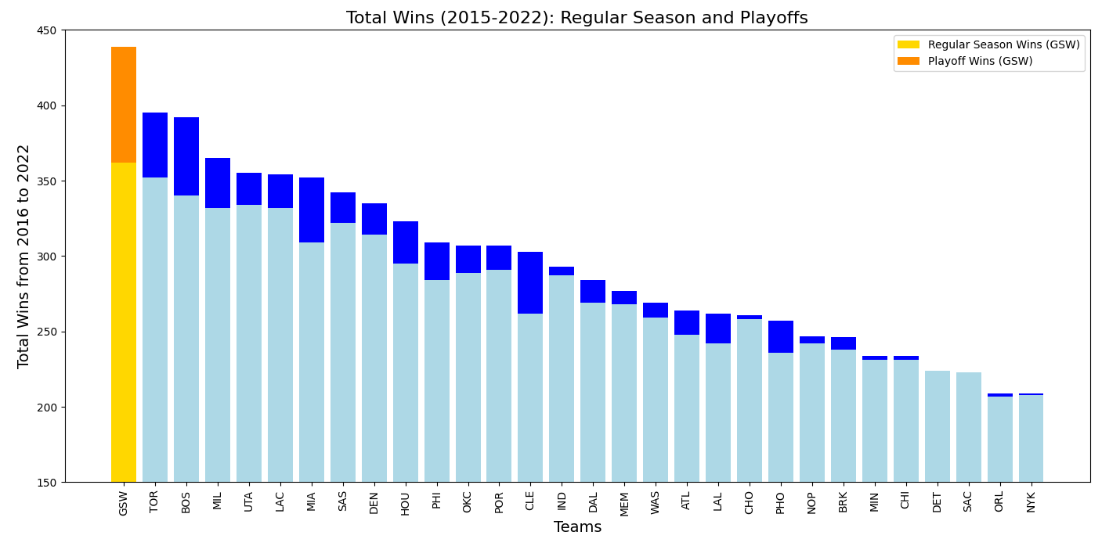 Total Wins (2015-2022): Regular Season and Playoffs
Regular Season Wins (GSW)
Playoff Wins (GSW)
Total Wins from 2016 to 2022
450
400
350
300
250
200
150
GSW TOR BOS MIL UTA LAC MIA SAS DEN HOU PHI OKC POR CLE IND DAL MEM WAS ATL LAL CHO PHO NOP BRK MIN CHI DET SAC ORL NYK
Teams